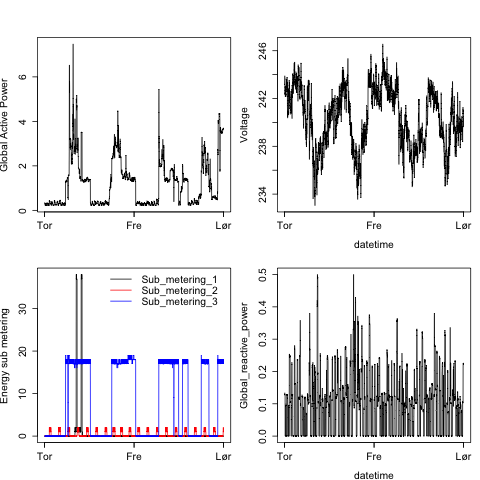 Global Active Power
0 2 4 6
Tor Fre Lør
Voltage
234 238 242 246
Tor Fre Lør
datetime
Energy sub metering
0 10 20 30
Sub_metering_1
Sub_metering_2
Sub_metering_3
Tor Fre Lør
Global_reactive_power
0.0 0.1 0.2 0.3 0.4 0.5
Tor Fre Lør
datetime